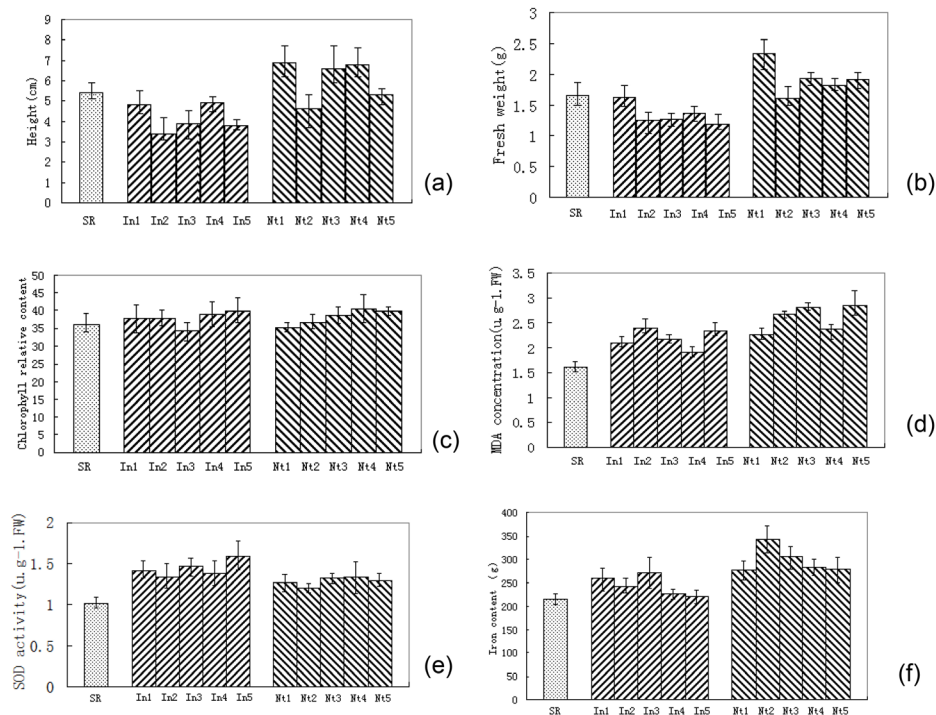 Height(cm)
9
8
7
6
5
4
3
2
1
0
SR In1 In2 In3 In4 In5 Nt1 Nt2 Nt3 Nt4 Nt5
(a)
Fresh weight(g)
3
2.5
2
1.5
1
0.5
0
SR In1 In2 In3 In4 In5 Nt1 Nt2 Nt3 Nt4 Nt5
(b)
Chlorophyll relative content
50
45
40
35
30
25
20
15
10
5
0
SR In1 In2 In3 In4 In5 Nt1 Nt2 Nt3 Nt4 Nt5
(c)
MDA concentration(u.g-1.FW)
3.5
3
2.5
2
1.5
1
0.5
0
SR In1 In2 In3 In4 In5 Nt1 Nt2 Nt3 Nt4 Nt5
(d)
SOD activity(u.g-1.FW)
2
1.5
1
0.5
0
SR In1 In2 In3 In4 In5 Nt1 Nt2 Nt3 Nt4 Nt5
(e)
Iron content (g)
400
350
300
250
200
150
100
50
0
SR In1 In2 In3 In4 In5 Nt1 Nt2 Nt3 Nt4 Nt5
(f)